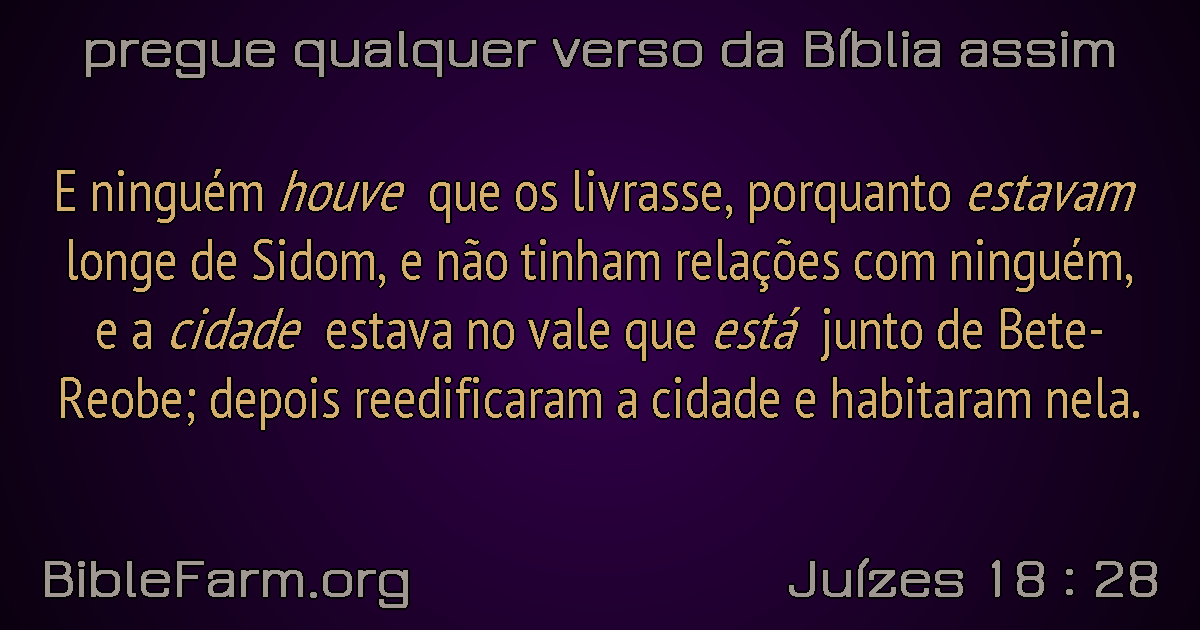 pregue qualquer verso da Bíblia assim
E ninguém houve que os livrasse, porquanto estavam
longe de Sidom, e não tinham relações com ninguém,
e a cidade estava no vale que está junto de Bete-
Reobe; depois reedificaram a cidade e habitaram nela.
BibleFarm.org
Juízes 18 : 28